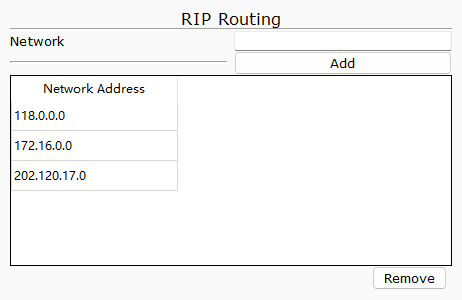 RIP Routing
Network
Add
Network Address
118.0.0.0
172.16.0.0
202.120.17.0
Remove